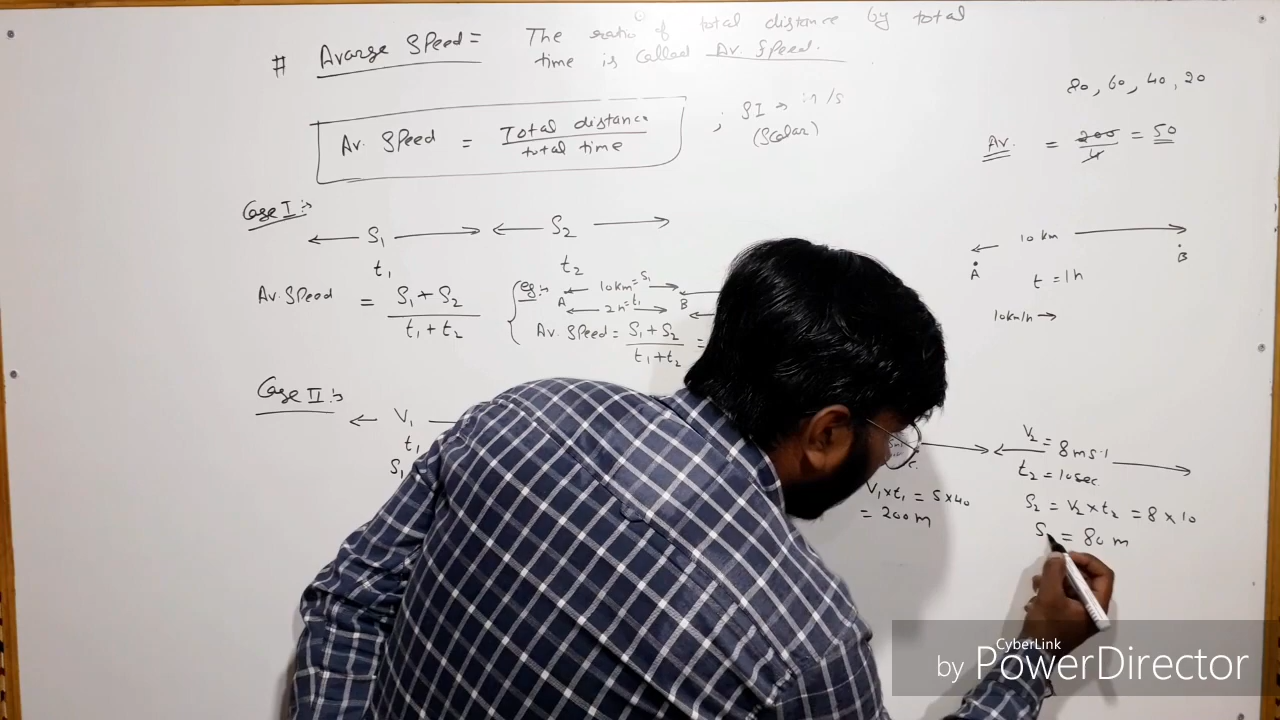 # Avarge Speed = The ratio of total distance by total
time is called Av. Speed.
Av. Speed = Total distance / total time ; SI → m/s
(Scalar)
80, 60, 40, 20
Av. = 200/4 = 50
Case I :-
S₁ S₂
t₁ t₂
Av. Speed = S₁ + S₂ / t₁ + t₂
eg:- 10km = S₁
A B
2h = t₁
Av. Speed = S₁ + S₂ / t₁ + t₂ =
10 km
A B
t = 1h
10km/h →
Case II :-
V₁
t₁
S₁
V₁ x t₁ = 5 x 40
= 200 m
V₂ = 8 ms-1
t₂ = 10sec
S₂ = V₂ x t₂ = 8 x 10
S = 80 m
CyberLink
by PowerDirector